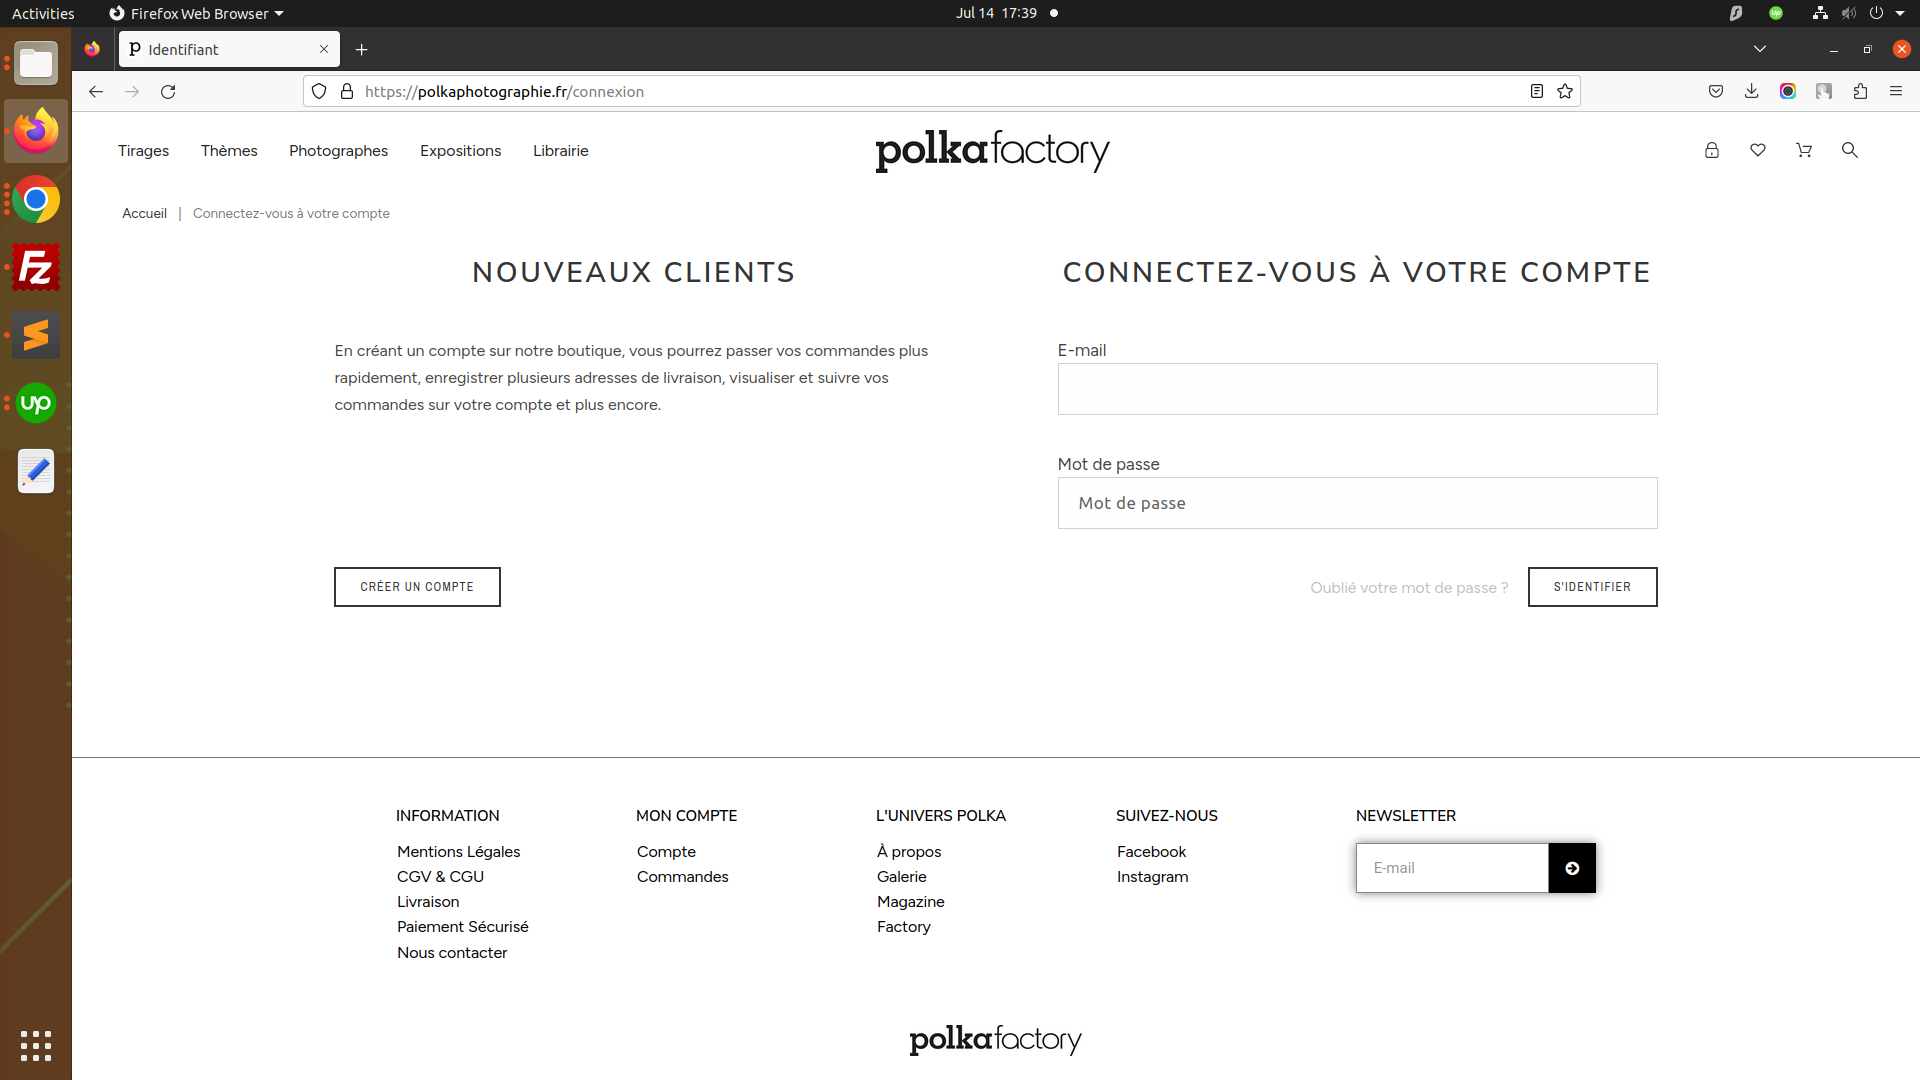 Activities
Firefox Web Browser
Jul 14 17:39
Identifiant
https://polkaphotographie.fr/connexion
Tirages
Thèmes
Photographes
Expositions
Librairie
polkafactory
Accueil | Connectez-vous à votre compte
NOUVEAUX CLIENTS
En créant un compte sur notre boutique, vous pourrez passer vos commandes plus
rapidement, enregistrer plusieurs adresses de livraison, visualiser et suivre vos
commandes sur votre compte et plus encore.
CRÉER UN COMPTE
CONNECTEZ-VOUS À VOTRE COMPTE
E-mail
Mot de passe
Mot de passe
Oublié votre mot de passe ?
S'IDENTIFIER
INFORMATION
Mentions Légales
CGV & CGU
Livraison
Paiement Sécurisé
Nous contacter
MON COMPTE
Compte
Commandes
L'UNIVERS POLKA
À propos
Galerie
Magazine
Factory
SUIVEZ-NOUS
Facebook
Instagram
NEWSLETTER
E-mail
polkafactory
Fz
up
up